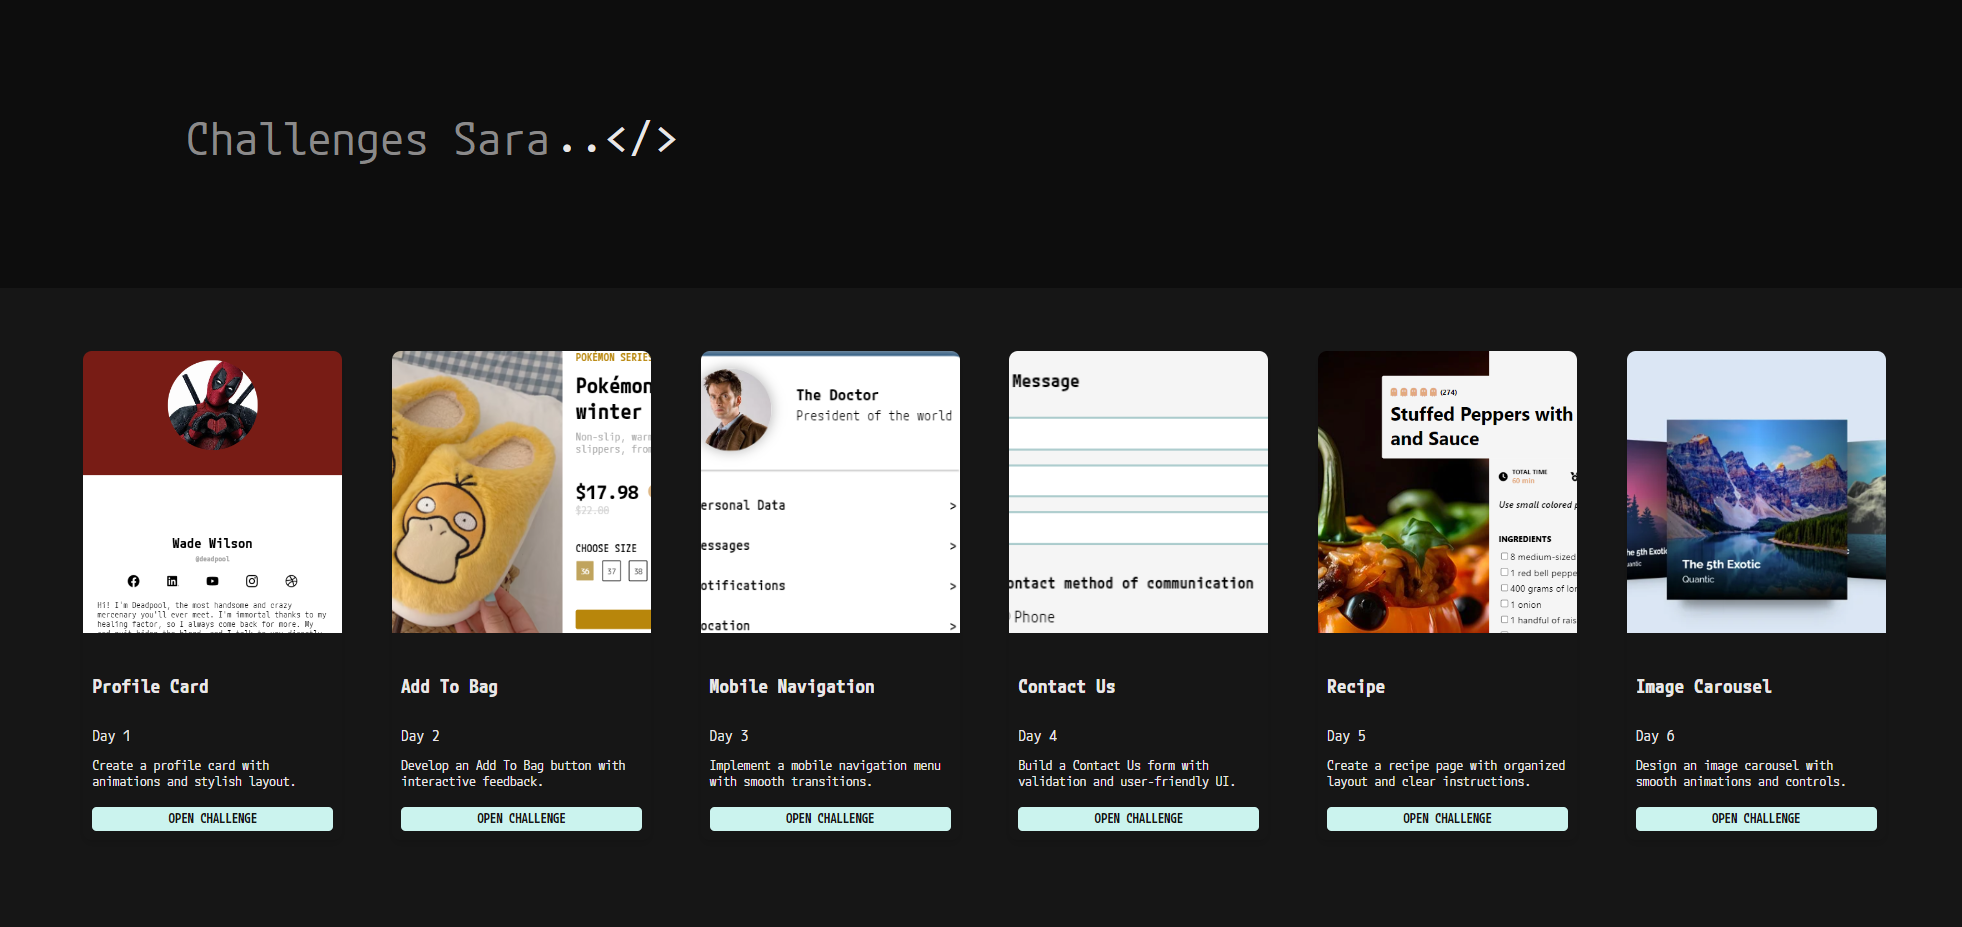 Challenges Sara..</>
Wade Wilson
@deadpool
Hi! I'm Deadpool, the most handsome and crazy
mercenary you'll ever meet. I'm immortal thanks to my
healing factor, so I always come back for more. My
Profile Card
Day 1
Create a profile card with
animations and stylish layout.
OPEN CHALLENGE
POKÉMON SERIES
Pokémon
winter
Non-slip, warm
slippers, from
$17.98
$22.00
CHOOSE SIZE
36 37 38
Add To Bag
Day 2
Develop an Add To Bag button with
interactive feedback.
OPEN CHALLENGE
The Doctor
President of the world
ersonal Data >
essages >
otifications >
ocation >
Mobile Navigation
Day 3
Implement a mobile navigation menu
with smooth transitions.
OPEN CHALLENGE
Message
ontact method of communication
Phone
Contact Us
Day 4
Build a Contact Us form with
validation and user-friendly UI.
OPEN CHALLENGE
(274)
Stuffed Peppers with
and Sauce
TOTAL TIME
60 min
Use small colored p
INGREDIENTS
8 medium-sized
1 red bell peppe
400 grams of lor
1 onion
1 handful of rais
Recipe
Day 5
Create a recipe page with organized
layout and clear instructions.
OPEN CHALLENGE
he 5th Exotic
uantic
The 5th Exotic
Quantic
Image Carousel
Day 6
Design an image carousel with
smooth animations and controls.
OPEN CHALLENGE